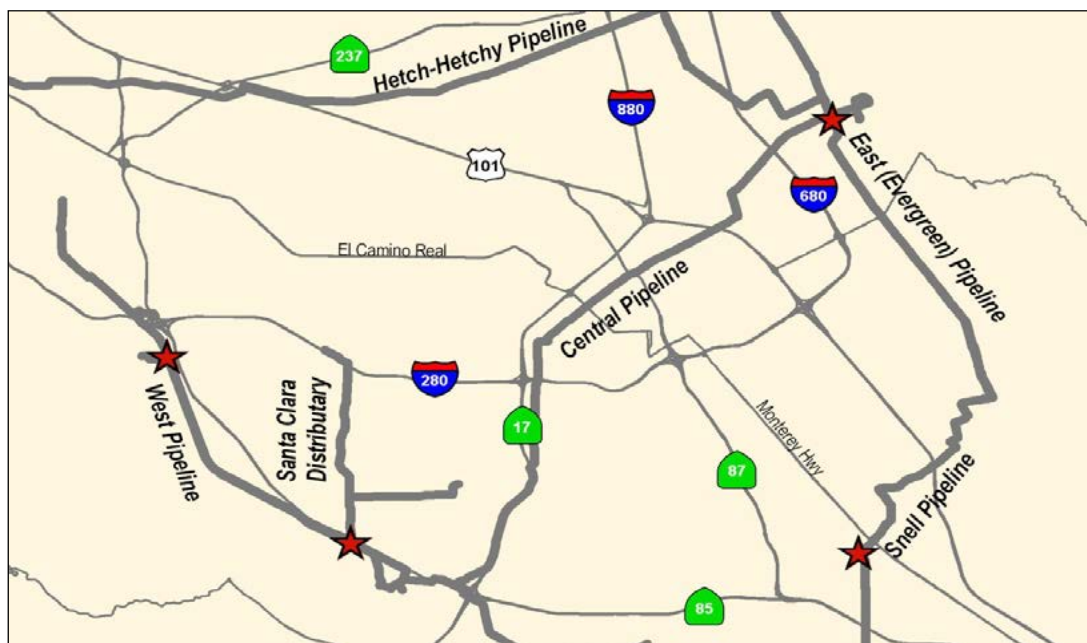 237
Hetch-Hetchy Pipeline
880
101
East (Evergreen) Pipeline
680
El Camino Real
Central Pipeline
280
West Pipeline
Santa Clara
Distributary
17
Monterey Hwy
87
Snell Pipeline
85